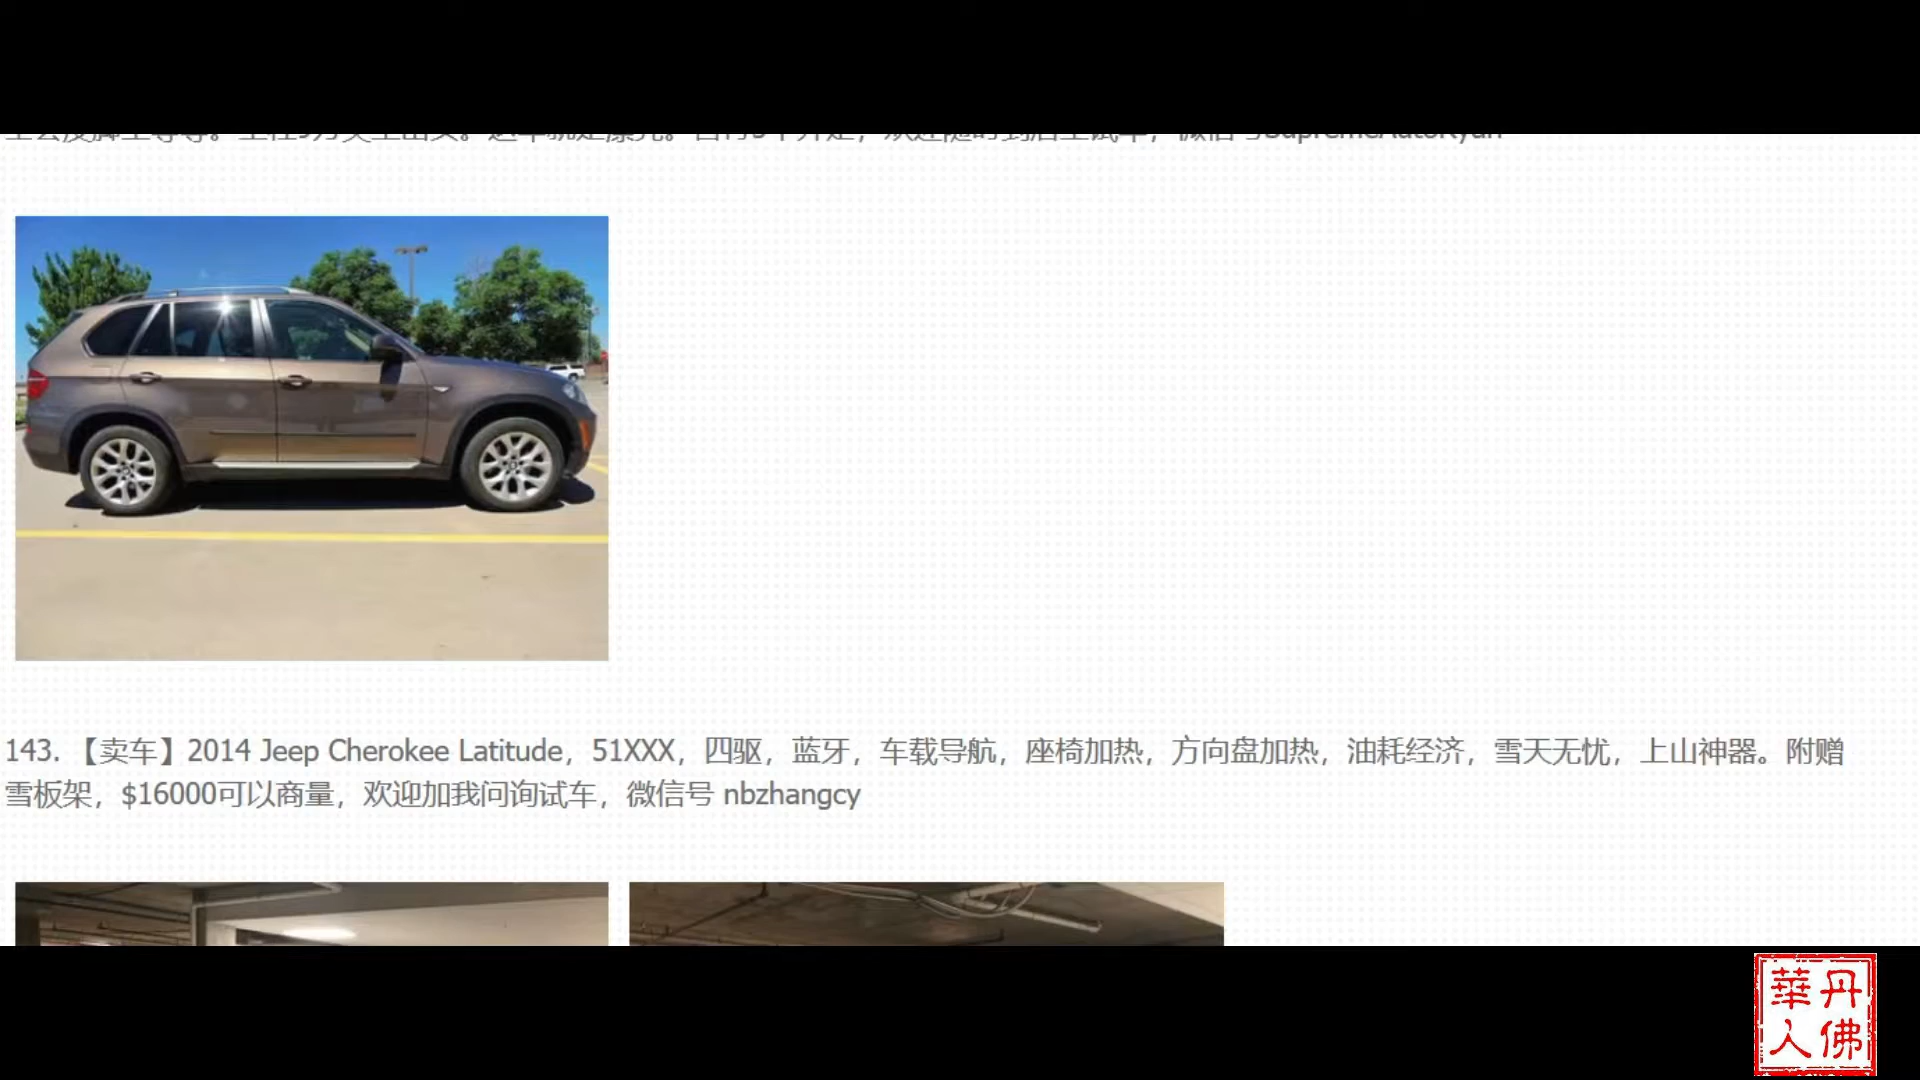 143. 【卖车】2014 Jeep Cherokee Latitude，51XXX，四驱，蓝牙，车载导航，座椅加热，方向盘加热，油耗经济，雪天无忧，上山神器。附赠
雪板架，$16000可以商量，欢迎加我问询试车，微信号 nbzhangcy
華丹
人佛